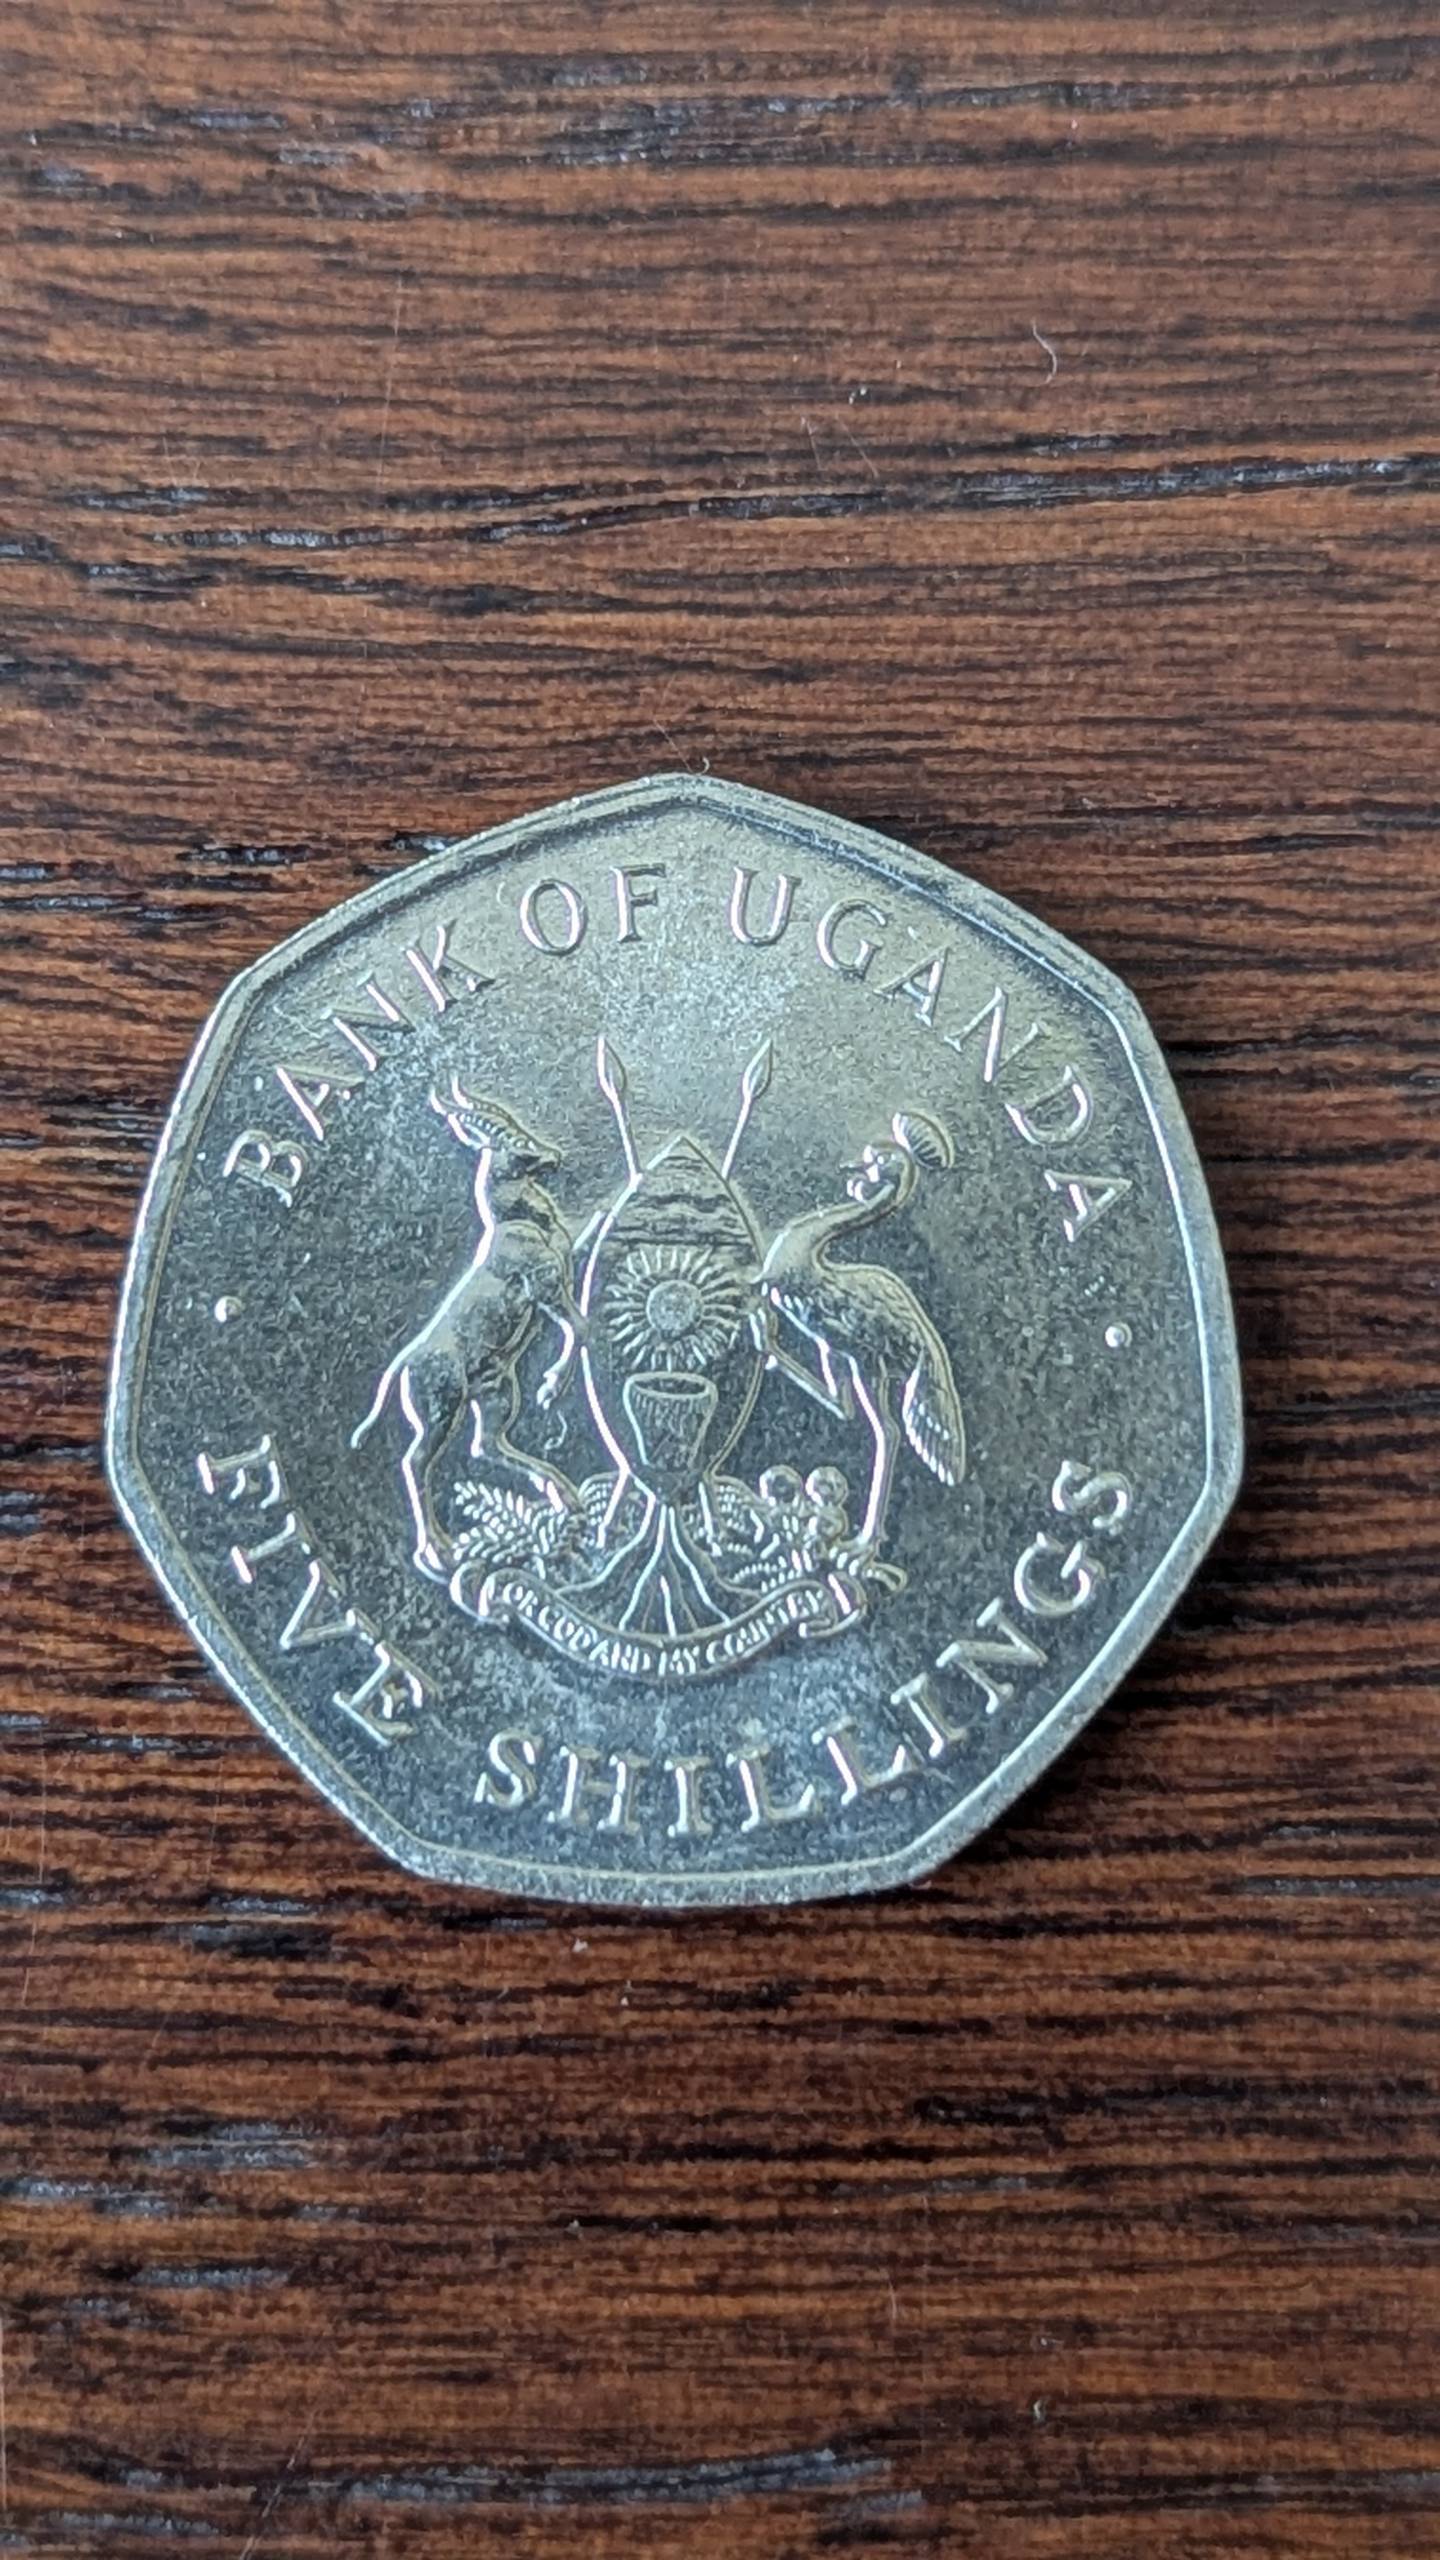 BANK OF UGANDA
FOR GOD AND MY COUNTRY
• FIVE SHILLINGS •